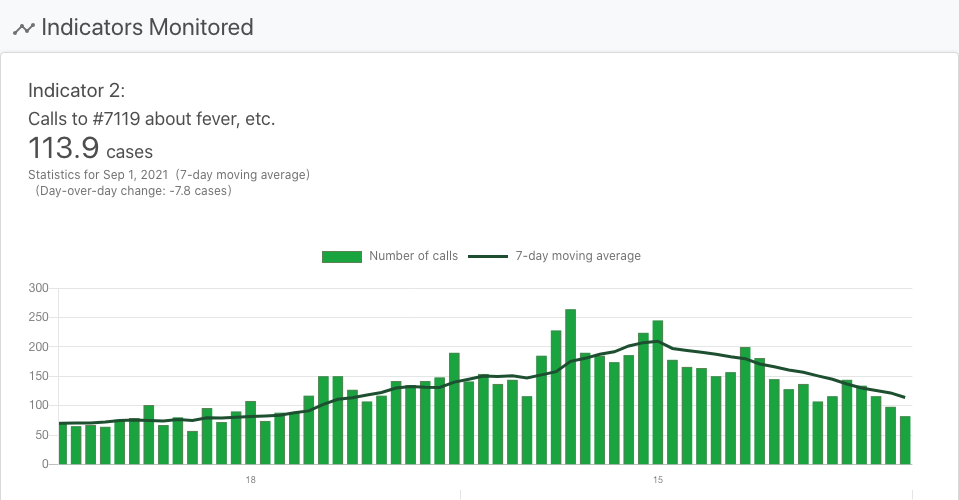 Indicators Monitored
Indicator 2:
Calls to #7119 about fever, etc.
113.9 cases
Statistics for Sep 1, 2021 (7-day moving average)
(Day-over-day change: -7.8 cases)
Number of calls 7-day moving average
300
250
200
150
100
50
0
18 15